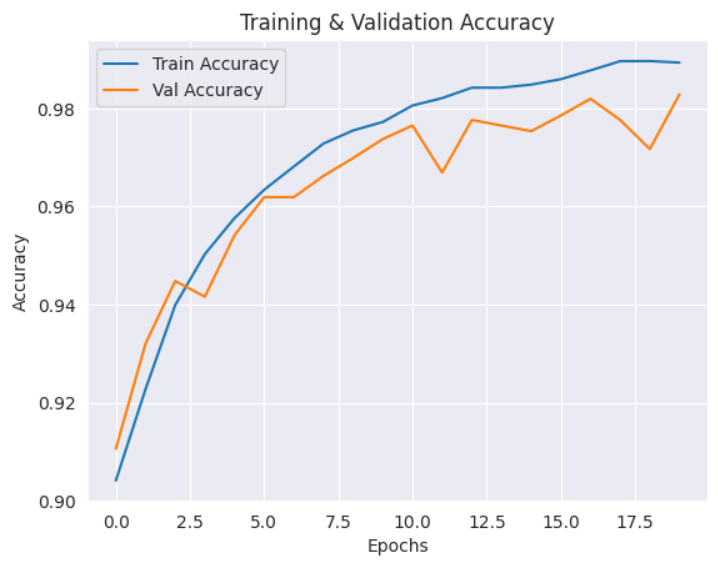 Training & Validation Accuracy
Train Accuracy
Val Accuracy
0.98
0.96
0.94
0.92
0.90
Accuracy
0.0 2.5 5.0 7.5 10.0 12.5 15.0 17.5
Epochs